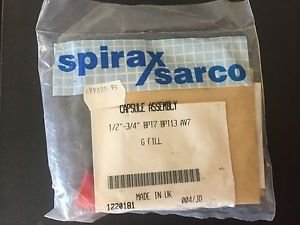 spirax
sarco
CAPSULE ASSEMBLY
1/2"-3/4" BPT7 BPT13 AV7
G FILL
MADE IN UK
1220181
004/JD